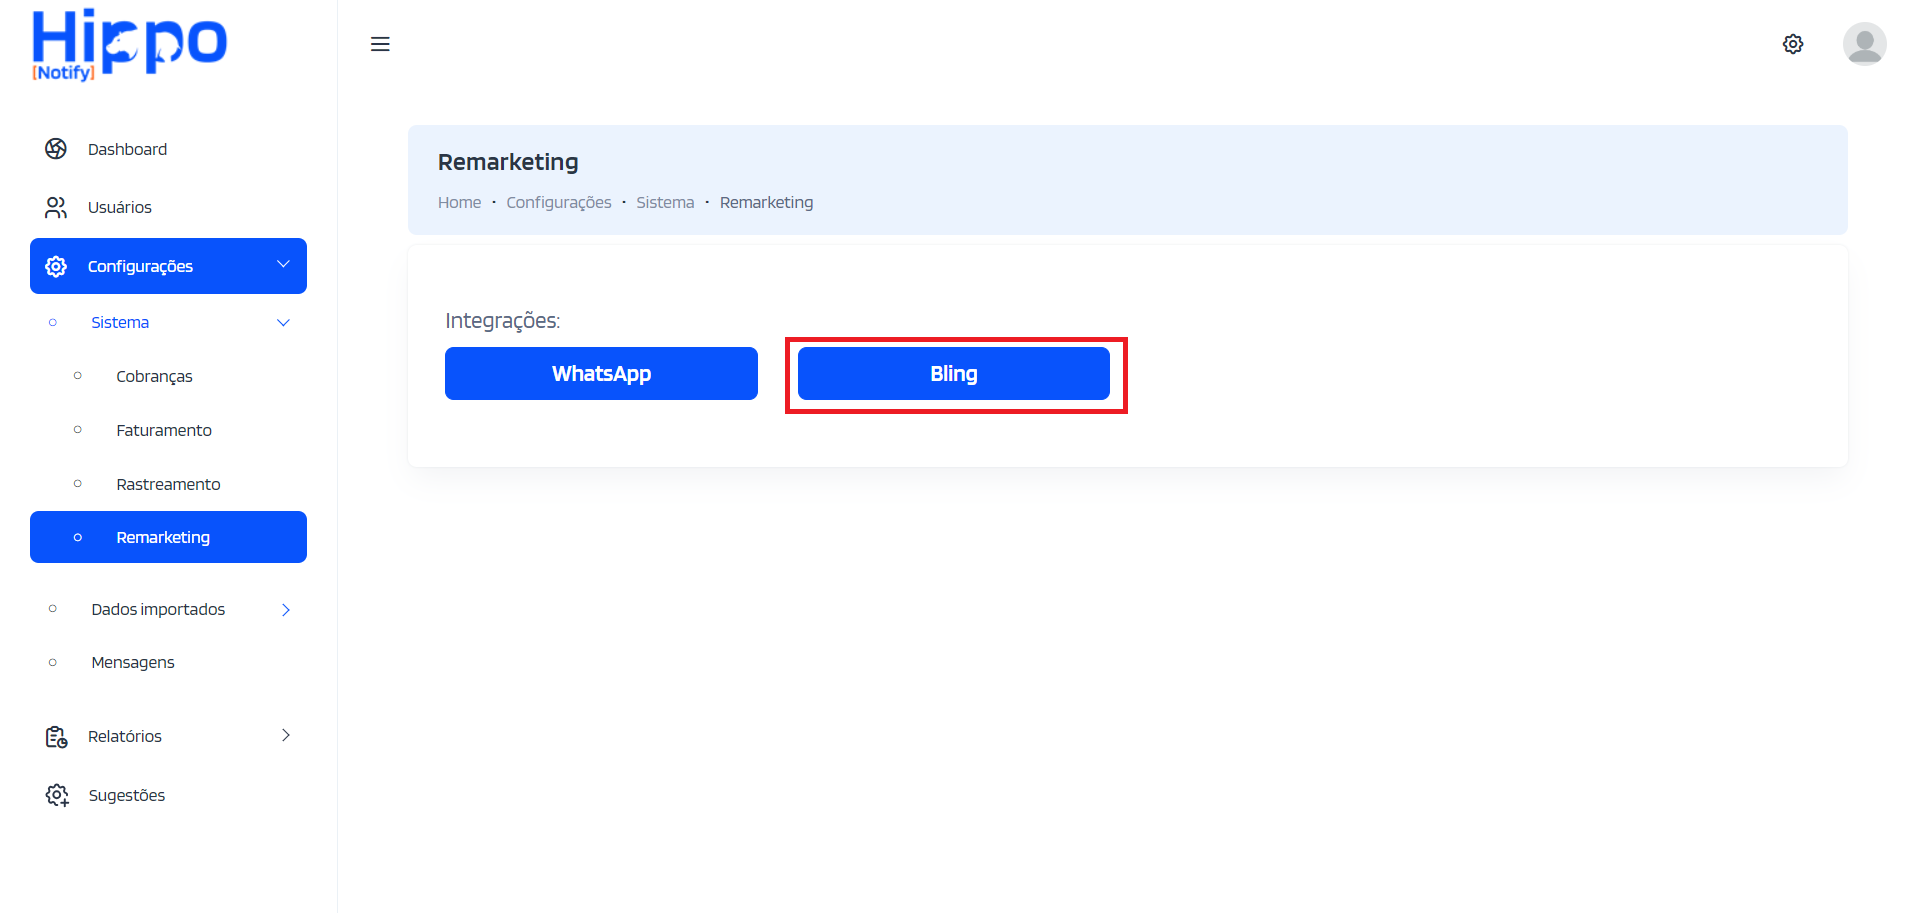 Hippo
[Notify]
Dashboard
Usuários
Configurações
Sistema
Cobranças
Faturamento
Rastreamento
Remarketing
Dados importados
Mensagens
Relatórios
Sugestões
Remarketing
Home · Configurações · Sistema · Remarketing
Integrações:
WhatsApp
Bling